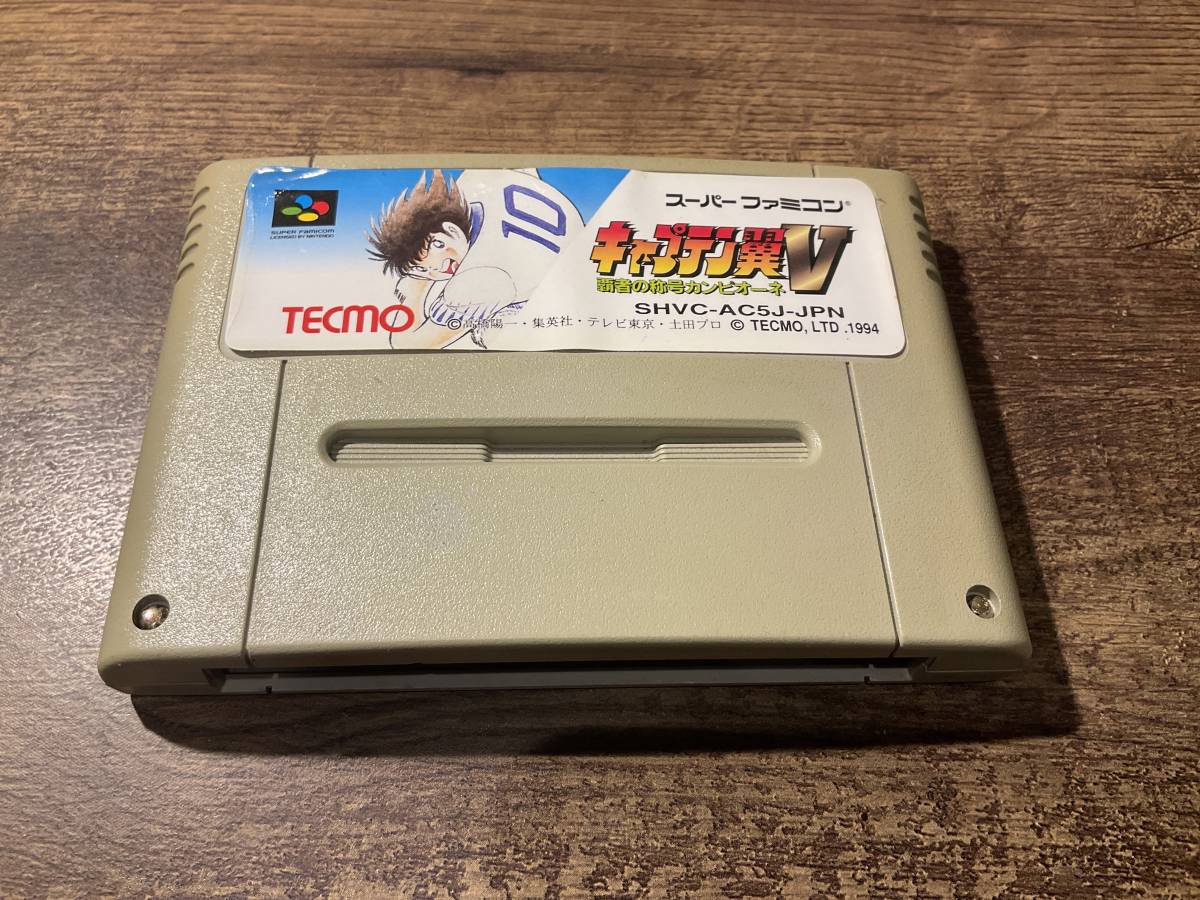 SUPER FAMICOM
LICENSED BY NINTENDO
10
スーパーファミコン®
キャプテン翼V
覇者の称号カンピオーネ
SHVC-AC5J-JPN
TECMO
©高橋陽一・集英社・テレビ東京・土田プロ © TECMO, LTD .1994